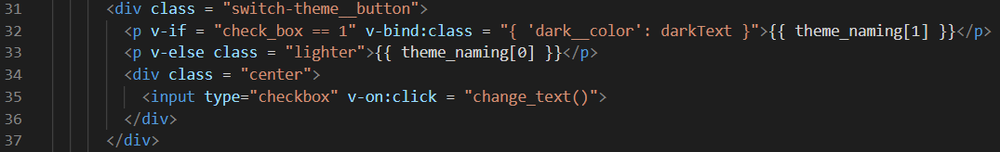 31 <div class = "switch-theme__button">
32 <p v-if = "check_box == 1" v-bind:class = "{ 'dark__color': darkText }">{{ theme_naming[1] }}</p>
33 <p v-else class = "lighter">{{ theme_naming[0] }}</p>
34 <div class = "center">
35 <input type="checkbox" v-on:click = "change_text()">
36 </div>
37 </div>